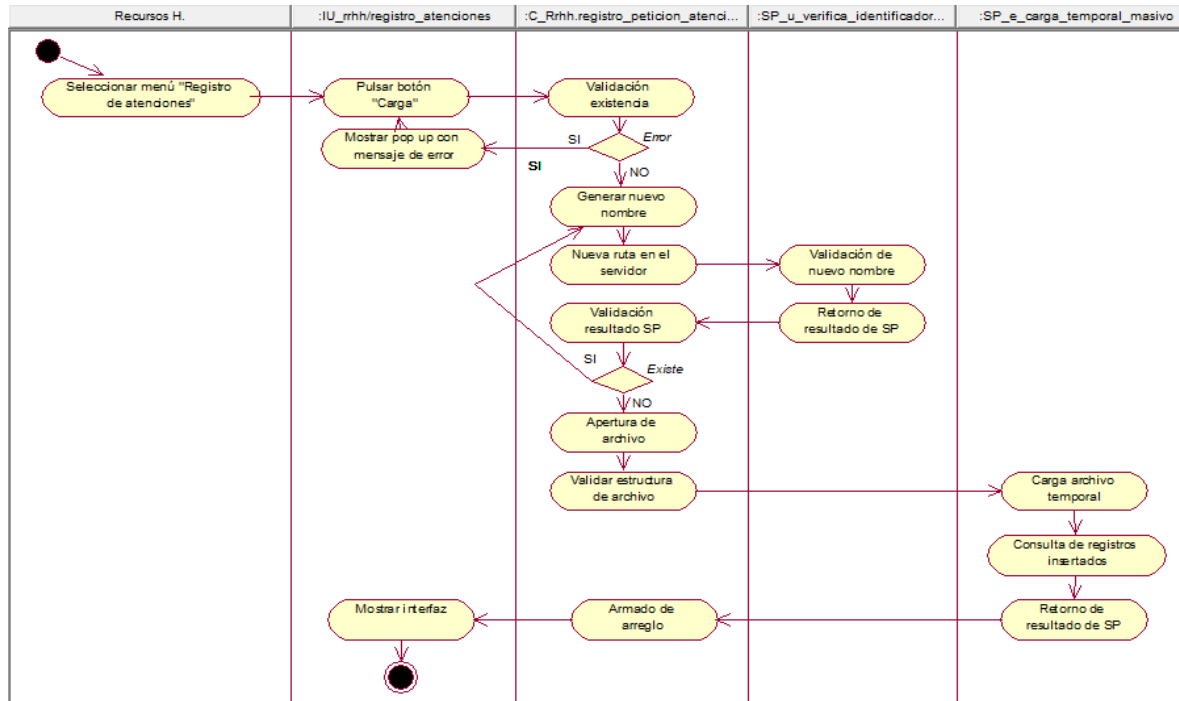 Recursos H.
:IU_rrhh/registro_atenciones
:C_Rrhh.registro_peticion_atenci...
:SP_u_verifica_identificador...
:SP_e_carga_temporal_masivo
Seleccionar menú "Registro
de atenciones"
Pulsar botón
"Carga"
Validación
existencia
Mostrar pop up con
mensaje de error
SI
Error
SI
NO
Generar nuevo
nombre
Nueva ruta en el
servidor
Validación de
nuevo nombre
Validación
resultado SP
Retorno de
resultado de SP
SI
Existe
NO
Apertura de
archivo
Validar estructura
de archivo
Carga archivo
temporal
Consulta de registros
insertados
Mostrar interfaz
Armado de
arreglo
Retorno de
resultado de SP